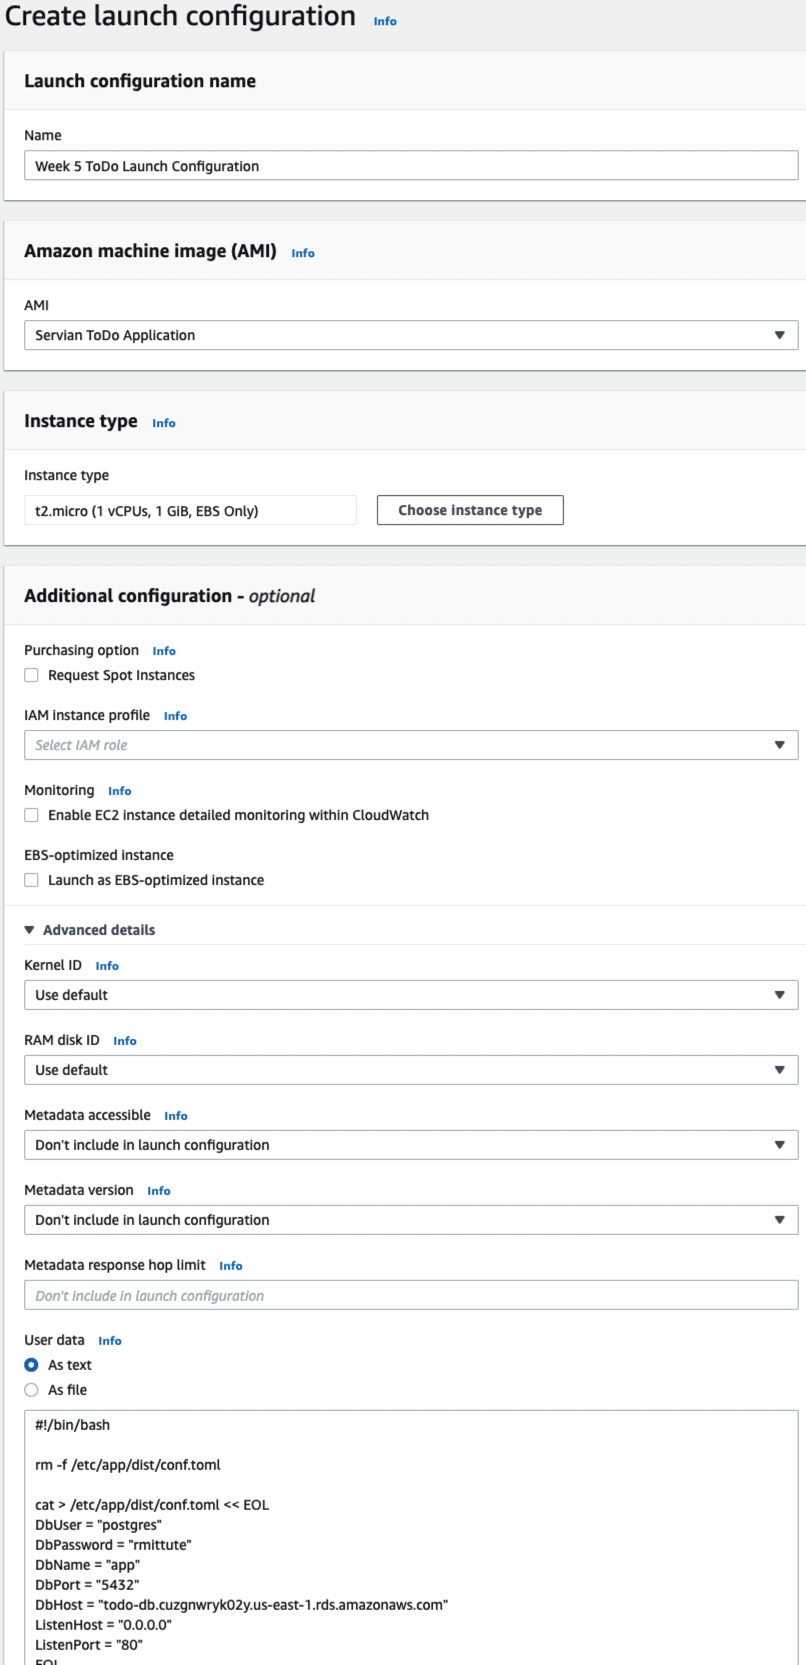 Create launch configuration Info
Launch configuration name
Name
Week 5 ToDo Launch Configuration
Amazon machine image (AMI) Info
AMI
Servian ToDo Application
Instance type Info
Instance type
t2.micro (1 vCPUs, 1 GiB, EBS Only) Choose instance type
Additional configuration - optional
Purchasing option Info
Request Spot Instances
IAM instance profile Info
Select IAM role
Monitoring Info
Enable EC2 instance detailed monitoring within CloudWatch
EBS-optimized instance
Launch as EBS-optimized instance
Advanced details
Kernel ID Info
Use default
RAM disk ID Info
Use default
Metadata accessible Info
Don't include in launch configuration
Metadata version Info
Don't include in launch configuration
Metadata response hop limit Info
Don't include in launch configuration
User data Info
As text
As file
#!/bin/bash
rm -f /etc/app/dist/conf.toml
cat > /etc/app/dist/conf.toml << EOL
DbUser = "postgres"
DbPassword = "rmittute"
DbName = "app"
DbPort = "5432"
DbHost = "todo-db.cuzgnwryk02y.us-east-1.rds.amazonaws.com"
ListenHost = "0.0.0.0"
ListenPort = "80"
EOL